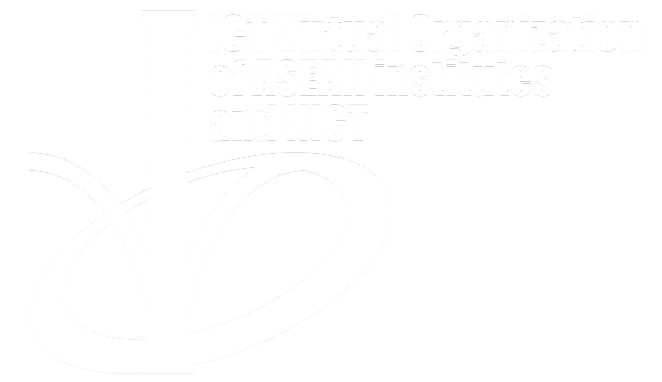 ICT Virtual Organization
of ASEAN Institutes
and NICT